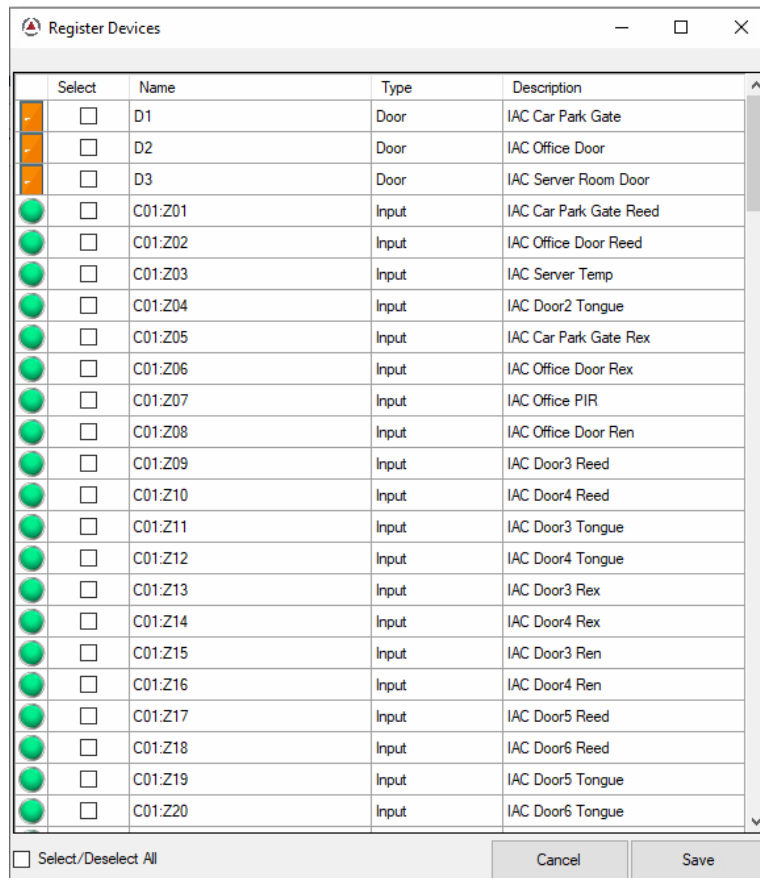 Register Devices
Select Name Type Description
D1 Door IAC Car Park Gate
D2 Door IAC Office Door
D3 Door IAC Server Room Door
C01:Z01 Input IAC Car Park Gate Reed
C01:Z02 Input IAC Office Door Reed
C01:Z03 Input IAC Server Temp
C01:Z04 Input IAC Door2 Tongue
C01:Z05 Input IAC Car Park Gate Rex
C01:Z06 Input IAC Office Door Rex
C01:Z07 Input IAC Office PIR
C01:Z08 Input IAC Office Door Ren
C01:Z09 Input IAC Door3 Reed
C01:Z10 Input IAC Door4 Reed
C01:Z11 Input IAC Door3 Tongue
C01:Z12 Input IAC Door4 Tongue
C01:Z13 Input IAC Door3 Rex
C01:Z14 Input IAC Door4 Rex
C01:Z15 Input IAC Door3 Ren
C01:Z16 Input IAC Door4 Ren
C01:Z17 Input IAC Door5 Reed
C01:Z18 Input IAC Door6 Reed
C01:Z19 Input IAC Door5 Tongue
C01:Z20 Input IAC Door6 Tongue
Select/Deselect All Cancel Save